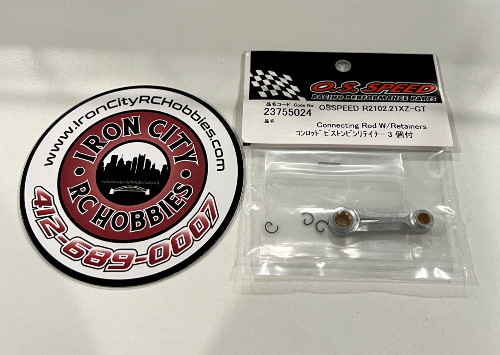 www.IronCityRCHobbies.com
IRON CITY
RC HOBBIES
412-689-0007
O.S. SPEED
RACING PERFORMANCE PARTS
品名コード Code No.
23755024
OSSPEED R2102,21XZ-GT
品名
Connecting Rod W/Retainers
コンロッド ピストンピンリテイナー 3個付